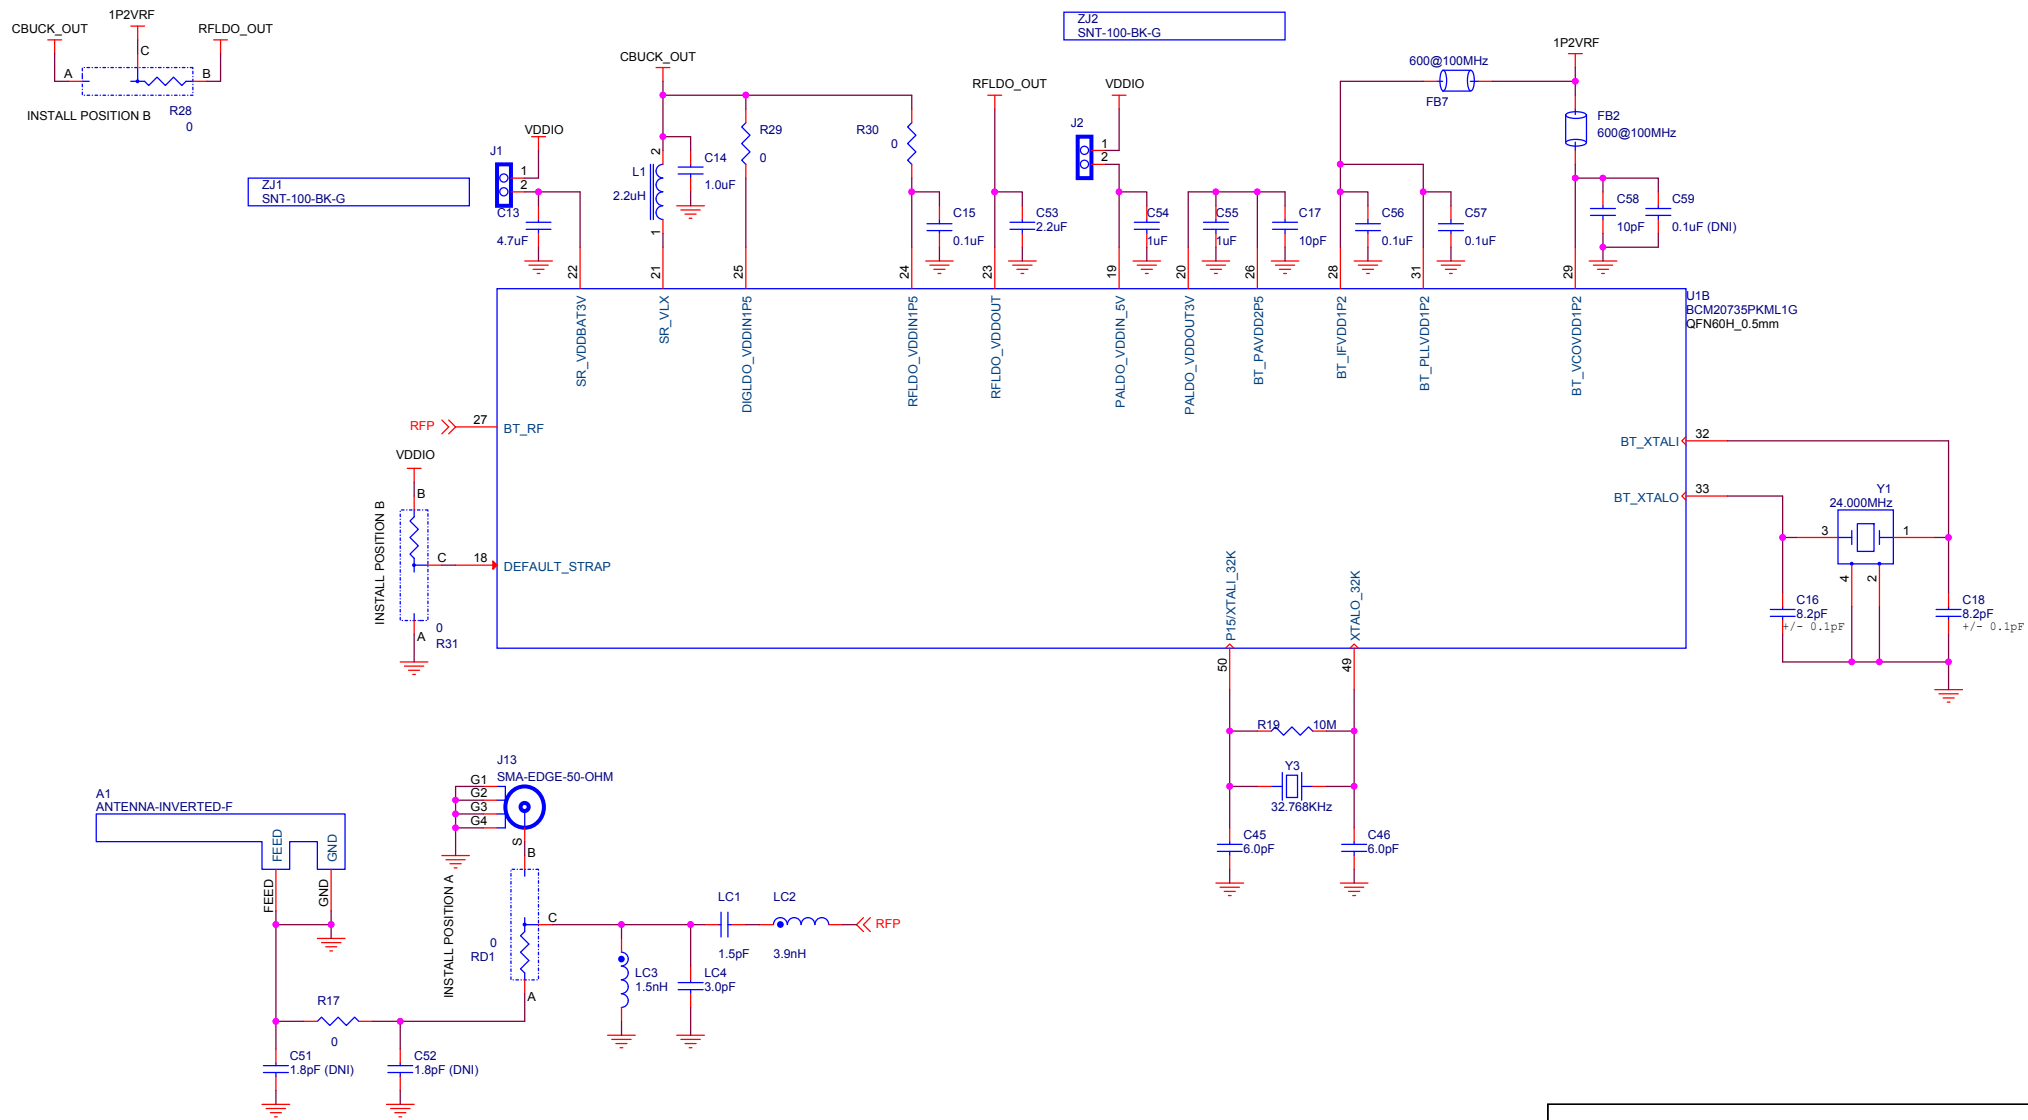 CBUCK_OUT
1P2VRF
RFLDO_OUT
C
A
B
INSTALL POSITION B
R28
0
ZJ1
SNT-100-BK-G
J1
VDDIO
1
2
C13
4.7uF
22
CBUCK_OUT
2
L1
2.2uH
1
C14
1.0uF
21
R29
0
25
R30
0
24
C15
0.1uF
RFLDO_OUT
C53
2.2uF
23
ZJ2
SNT-100-BK-G
J2
VDDIO
1
2
C54
1uF
19
C55
1uF
20
26
C17
10pF
28
C56
0.1uF
31
C57
0.1uF
600@100MHz
FB7
1P2VRF
FB2
600@100MHz
C58
10pF
C59
0.1uF (DNI)
29
U1B
BCM20735PKML1G
QFN60H_0.5mm
SR_VDDBAT3V
SR_VLX
DIGLDO_VDDIN1P5
RFLDO_VDDIN1P5
RFLDO_VDDOUT
PALDO_VDDIN_5V
PALDO_VDDOUT3V
BT_PAVDD2P5
BT_IFVDD1P2
BT_PLLVDD1P2
BT_VCOVDD1P2
RFP
27
BT_RF
VDDIO
B
INSTALL POSITION B
C
18
DEFAULT_STRAP
A
0
R31
BT_XTALI
32
BT_XTALO
33
Y1
24.000MHz
3
1
4
2
C16
8.2pF
+/- 0.1pF
C18
8.2pF
+/- 0.1pF
P15/XTALI_32K
XTALO_32K
50
49
R19
10M
Y3
32.768KHz
C45
6.0pF
C46
6.0pF
A1
ANTENNA-INVERTED-F
FEED
GND
FEED
GND
J13
SMA-EDGE-50-OHM
G1
G2
G3
G4
S
B
INSTALL POSITION A
C
0
RD1
A
LC1
1.5pF
LC2
3.9nH
RFP
LC3
1.5nH
LC4
3.0pF
R17
0
C51
1.8pF (DNI)
C52
1.8pF (DNI)